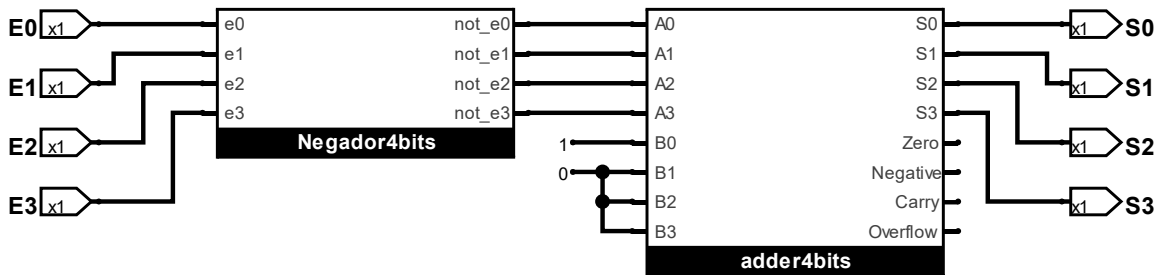 E0 x1 e0 not_e0 A0 S0 x1 S0
E1 x1 e1 not_e1 A1 S1 x1 S1
E2 x1 e2 not_e2 A2 S2 x1 S2
E3 x1 e3 not_e3 A3 S3 x1 S3
Negador4bits
1 B0 Zero
0 B1 Negative
B2 Carry
B3 Overflow
adder4bits